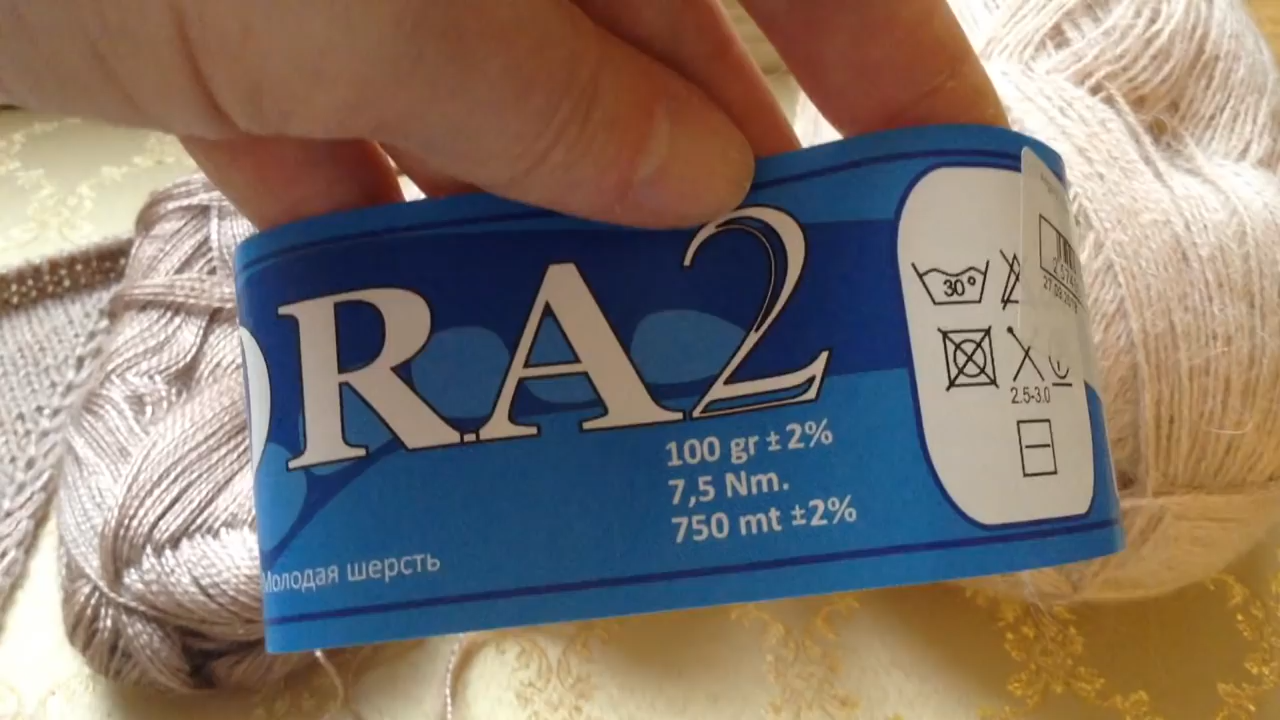 RA2
100 gr ± 2%
7,5 Nm.
750 mt ±2%
Молодая шерсть
30°
2.5-3.0